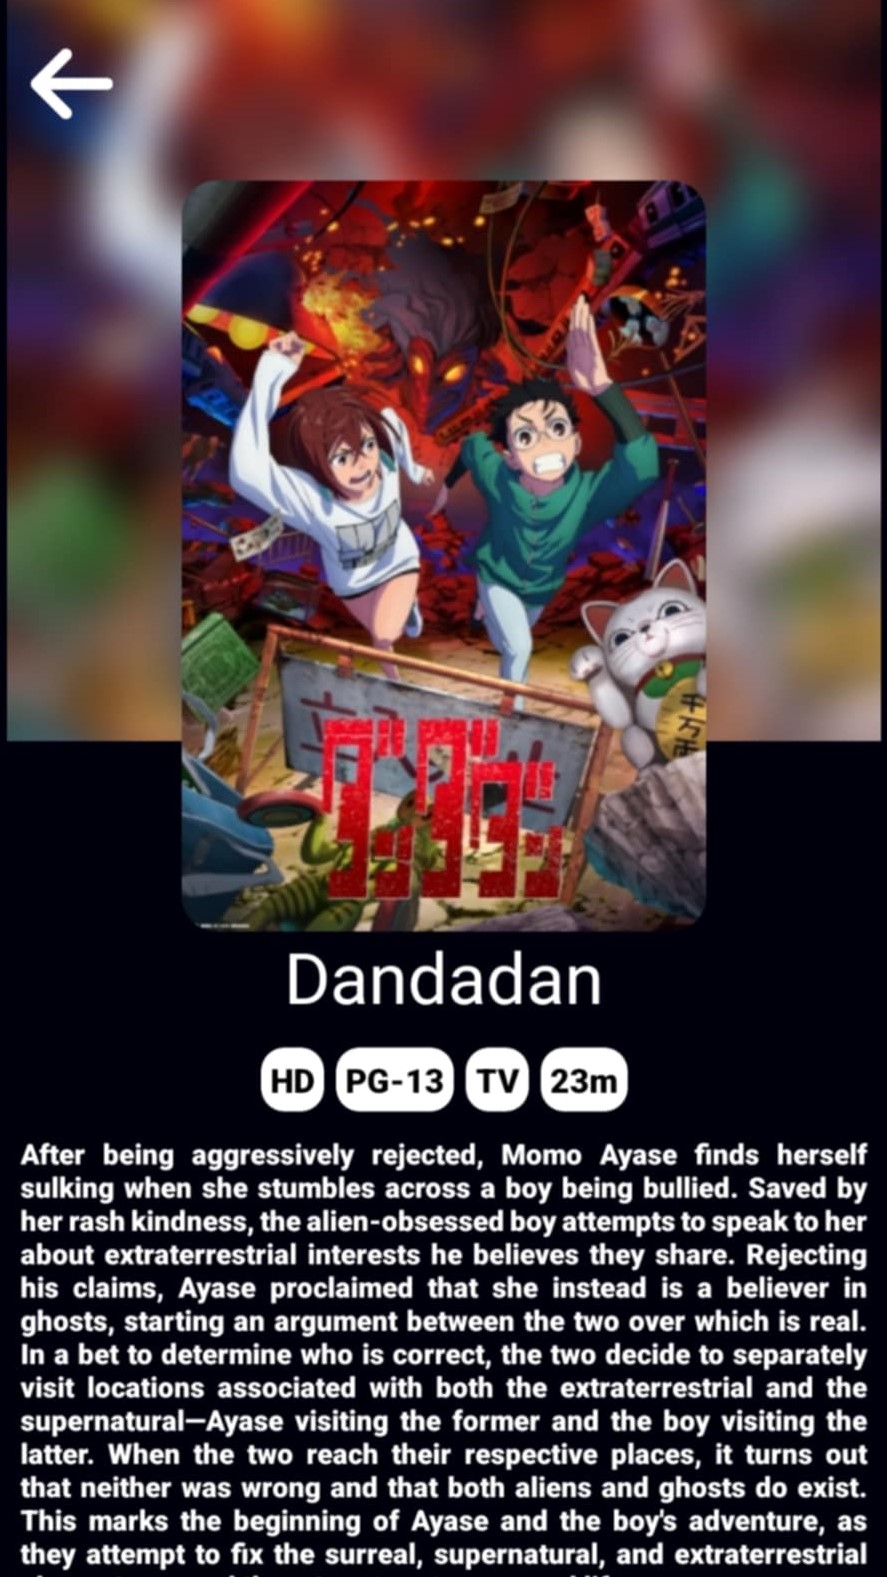 立入
千万両
ダンダダン
Dandadan
HD PG-13 TV 23m
After being aggressively rejected, Momo Ayase finds herself
sulking when she stumbles across a boy being bullied. Saved by
her rash kindness, the alien-obsessed boy attempts to speak to her
about extraterrestrial interests he believes they share. Rejecting
his claims, Ayase proclaimed that she instead is a believer in
ghosts, starting an argument between the two over which is real.
In a bet to determine who is correct, the two decide to separately
visit locations associated with both the extraterrestrial and the
supernatural—Ayase visiting the former and the boy visiting the
latter. When the two reach their respective places, it turns out
that neither was wrong and that both aliens and ghosts do exist.
This marks the beginning of Ayase and the boy's adventure, as
they attempt to fix the surreal, supernatural, and extraterrestrial